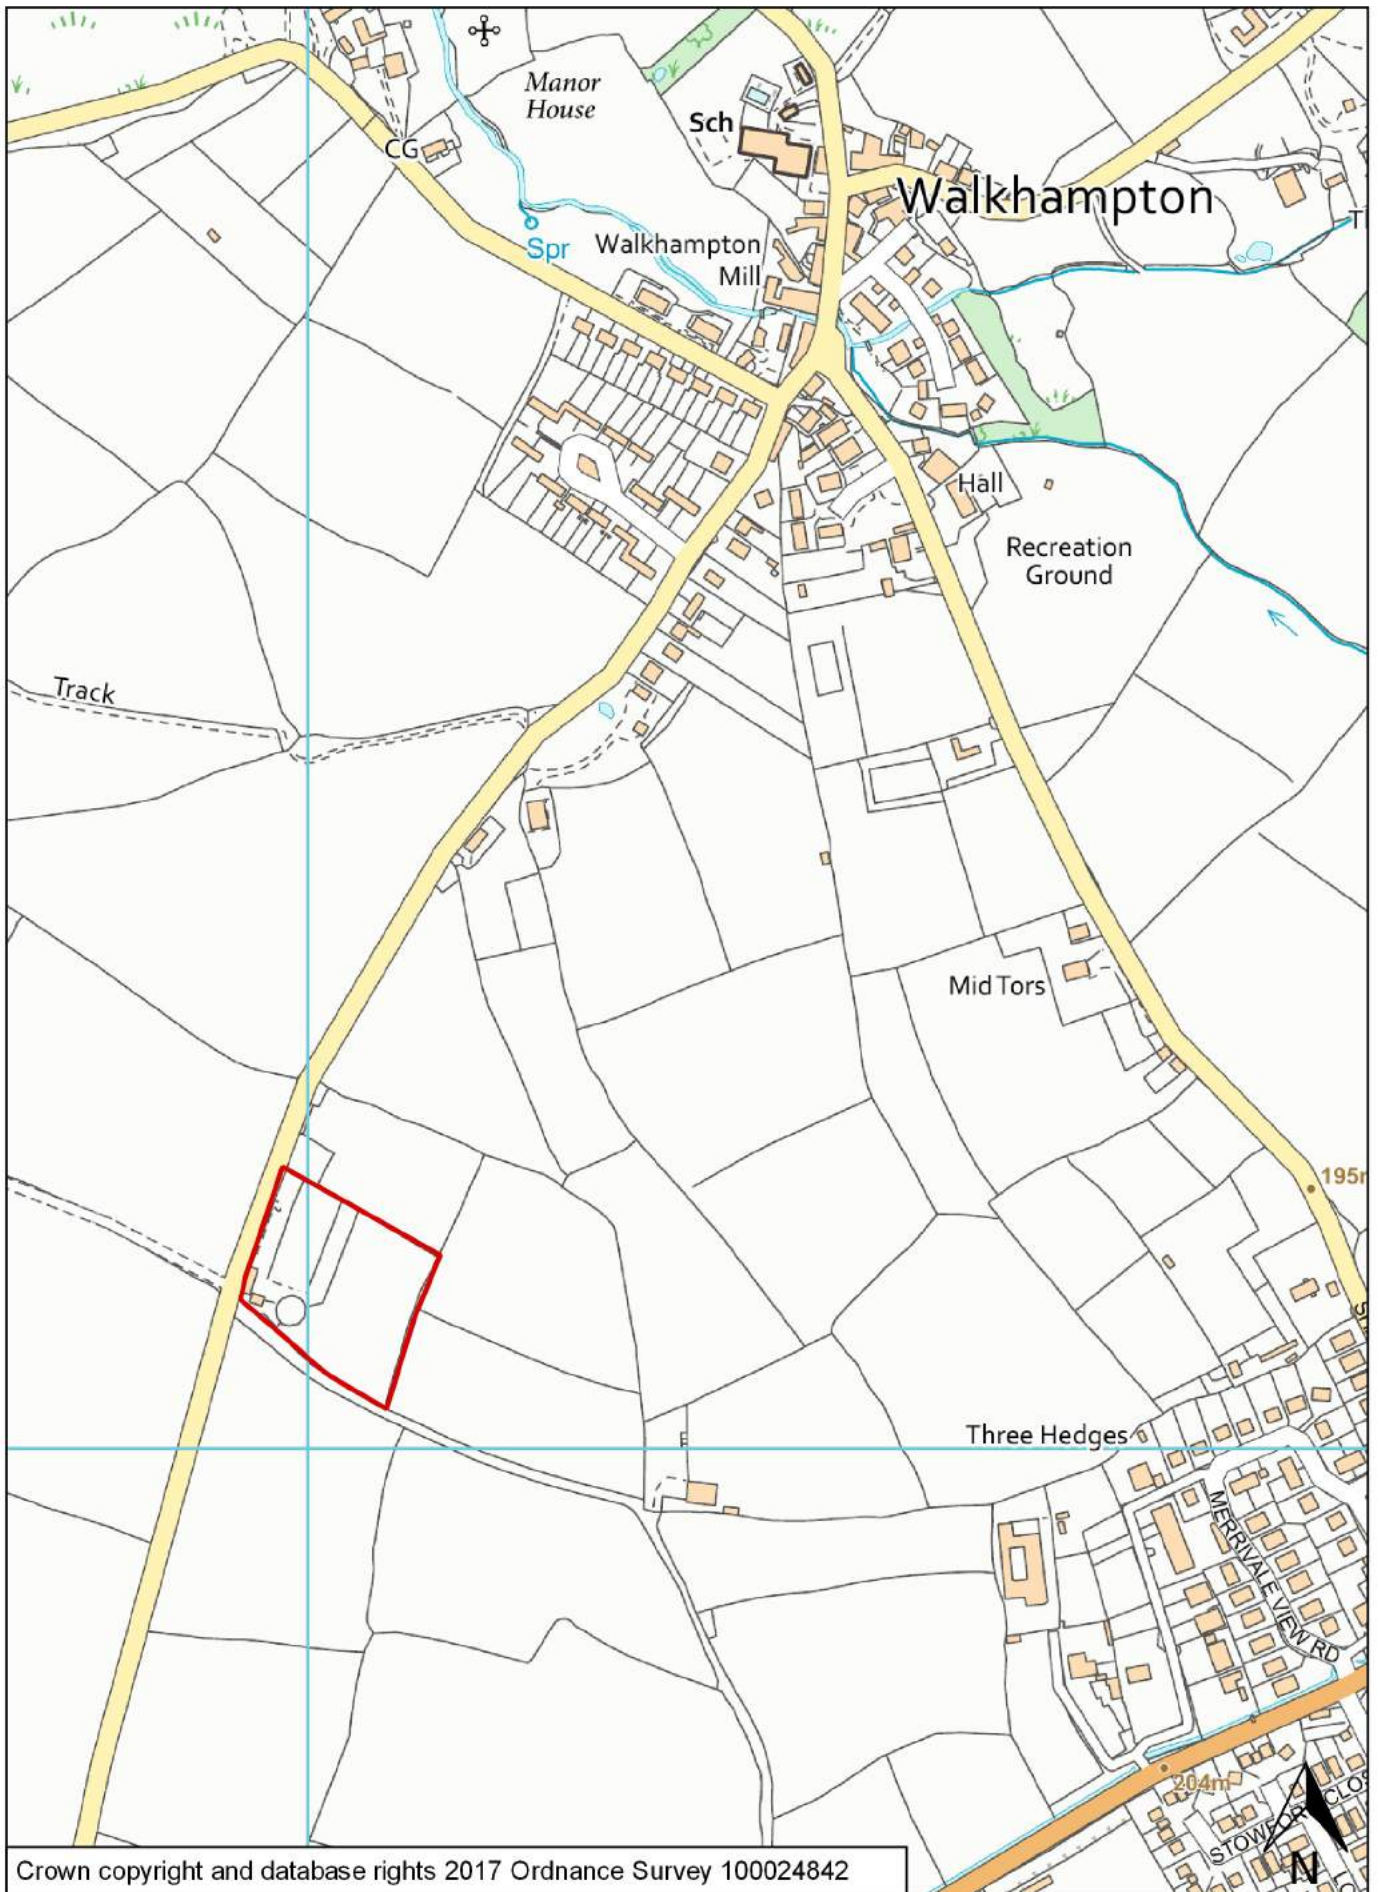 Manor
House
Sch
CG
Walkhampton
Spr
Walkhampton
Mill
Hall
Recreation
Ground
Track
Mid Tors
195m
Three Hedges
MERRIVALE VIEW RD
204m
N
Crown copyright and database rights 2017 Ordnance Survey 100024842